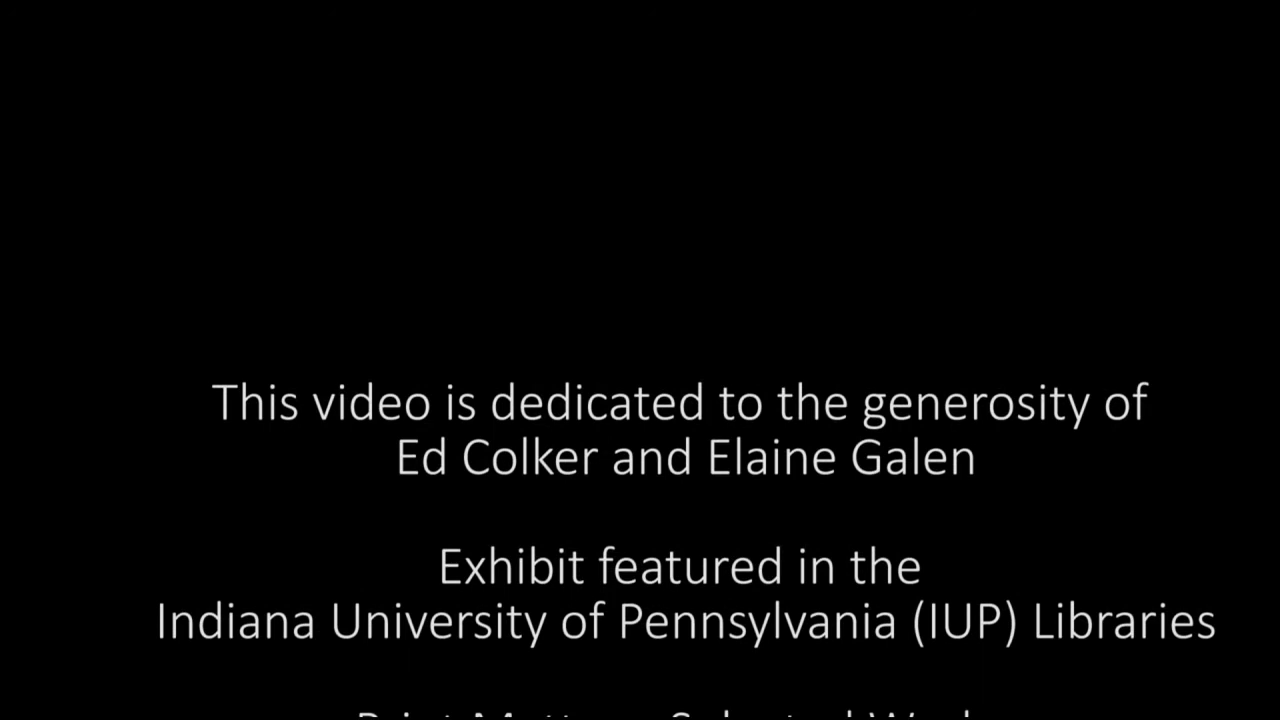 This video is dedicated to the generosity of
Ed Colker and Elaine Galen
Exhibit featured in the
Indiana University of Pennsylvania (IUP) Libraries